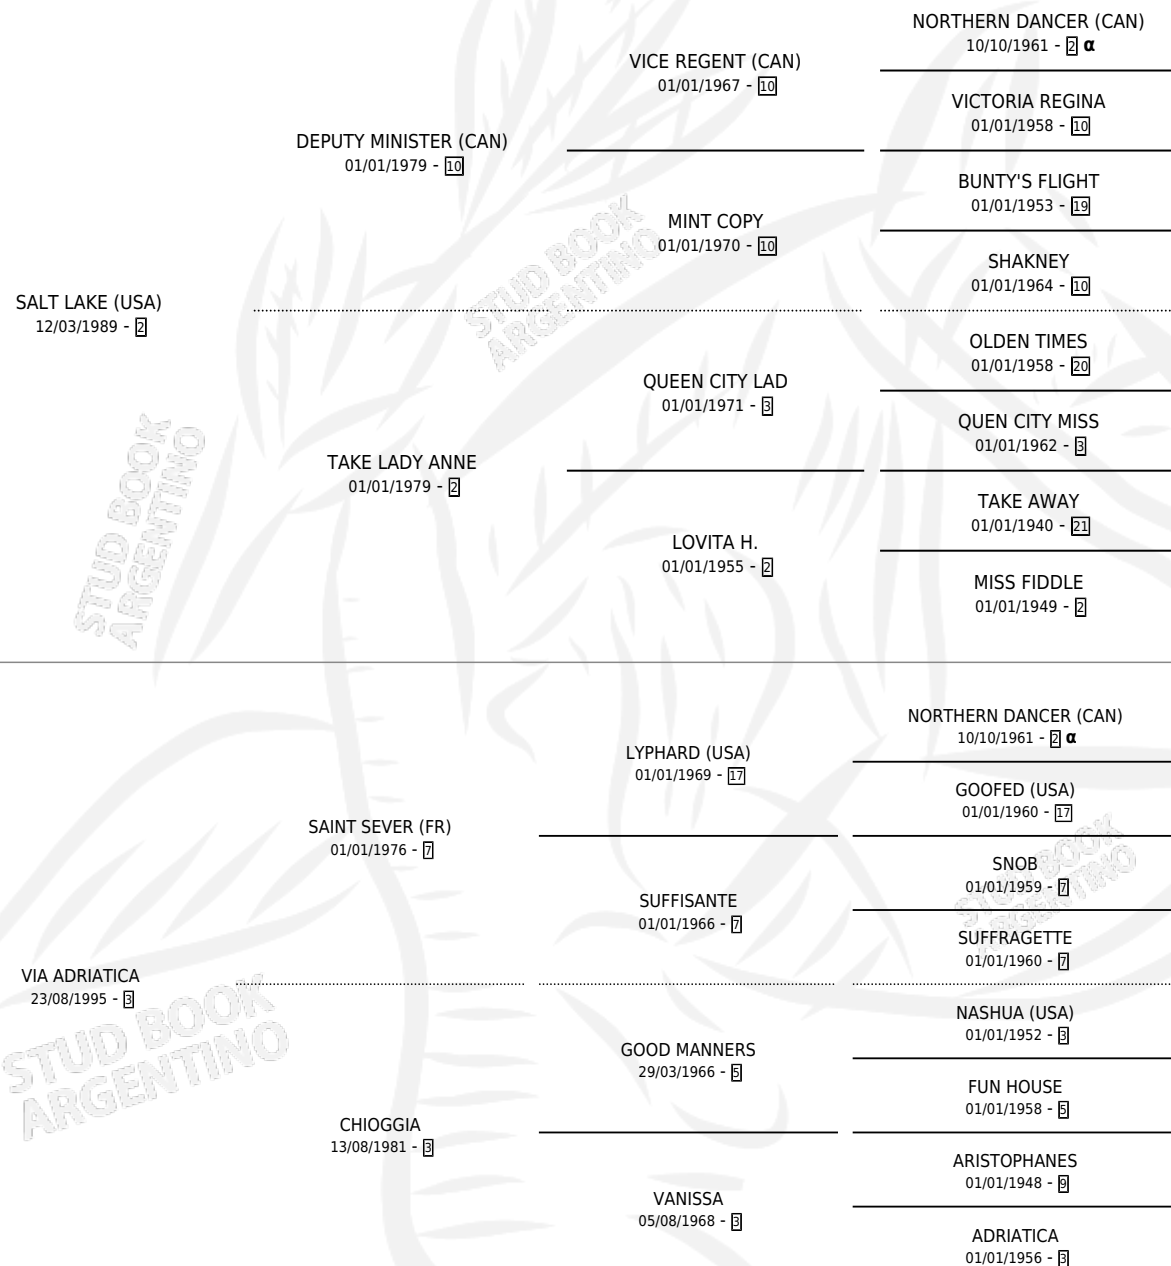 SALT LAKE (USA)
12/03/1989 - 2
DEPUTY MINISTER (CAN)
01/01/1979 - 10
VICE REGENT (CAN)
01/01/1967 - 10
NORTHERN DANCER (CAN)
10/10/1961 - 2 α
VICTORIA REGINA
01/01/1958 - 10
MINT COPY
01/01/1970 - 10
BUNTY'S FLIGHT
01/01/1953 - 19
SHAKNEY
01/01/1964 - 10
TAKE LADY ANNE
01/01/1979 - 2
QUEEN CITY LAD
01/01/1971 - 3
OLDEN TIMES
01/01/1958 - 20
QUEN CITY MISS
01/01/1962 - 3
LOVITA H.
01/01/1955 - 2
TAKE AWAY
01/01/1940 - 21
MISS FIDDLE
01/01/1949 - 2
VIA ADRIATICA
23/08/1995 - 3
SAINT SEVER (FR)
01/01/1976 - 7
LYPHARD (USA)
01/01/1969 - 17
NORTHERN DANCER (CAN)
10/10/1961 - 2 α
GOOFED (USA)
01/01/1960 - 17
SUFFISANTE
01/01/1966 - 7
SNOB
01/01/1959 - 7
SUFFRAGETTE
01/01/1960 - 7
CHIOGGIA
13/08/1981 - 3
GOOD MANNERS
29/03/1966 - 5
NASHUA (USA)
01/01/1952 - 3
FUN HOUSE
01/01/1958 - 5
VANISSA
05/08/1968 - 3
ARISTOPHANES
01/01/1948 - 9
ADRIATICA
01/01/1956 - 3
STUD BOOK
ARGENTINO
STUD BOOK
ARGENTINO
STUD BOOK
ARGENTINO
STUD BOOK
ARGENTINO